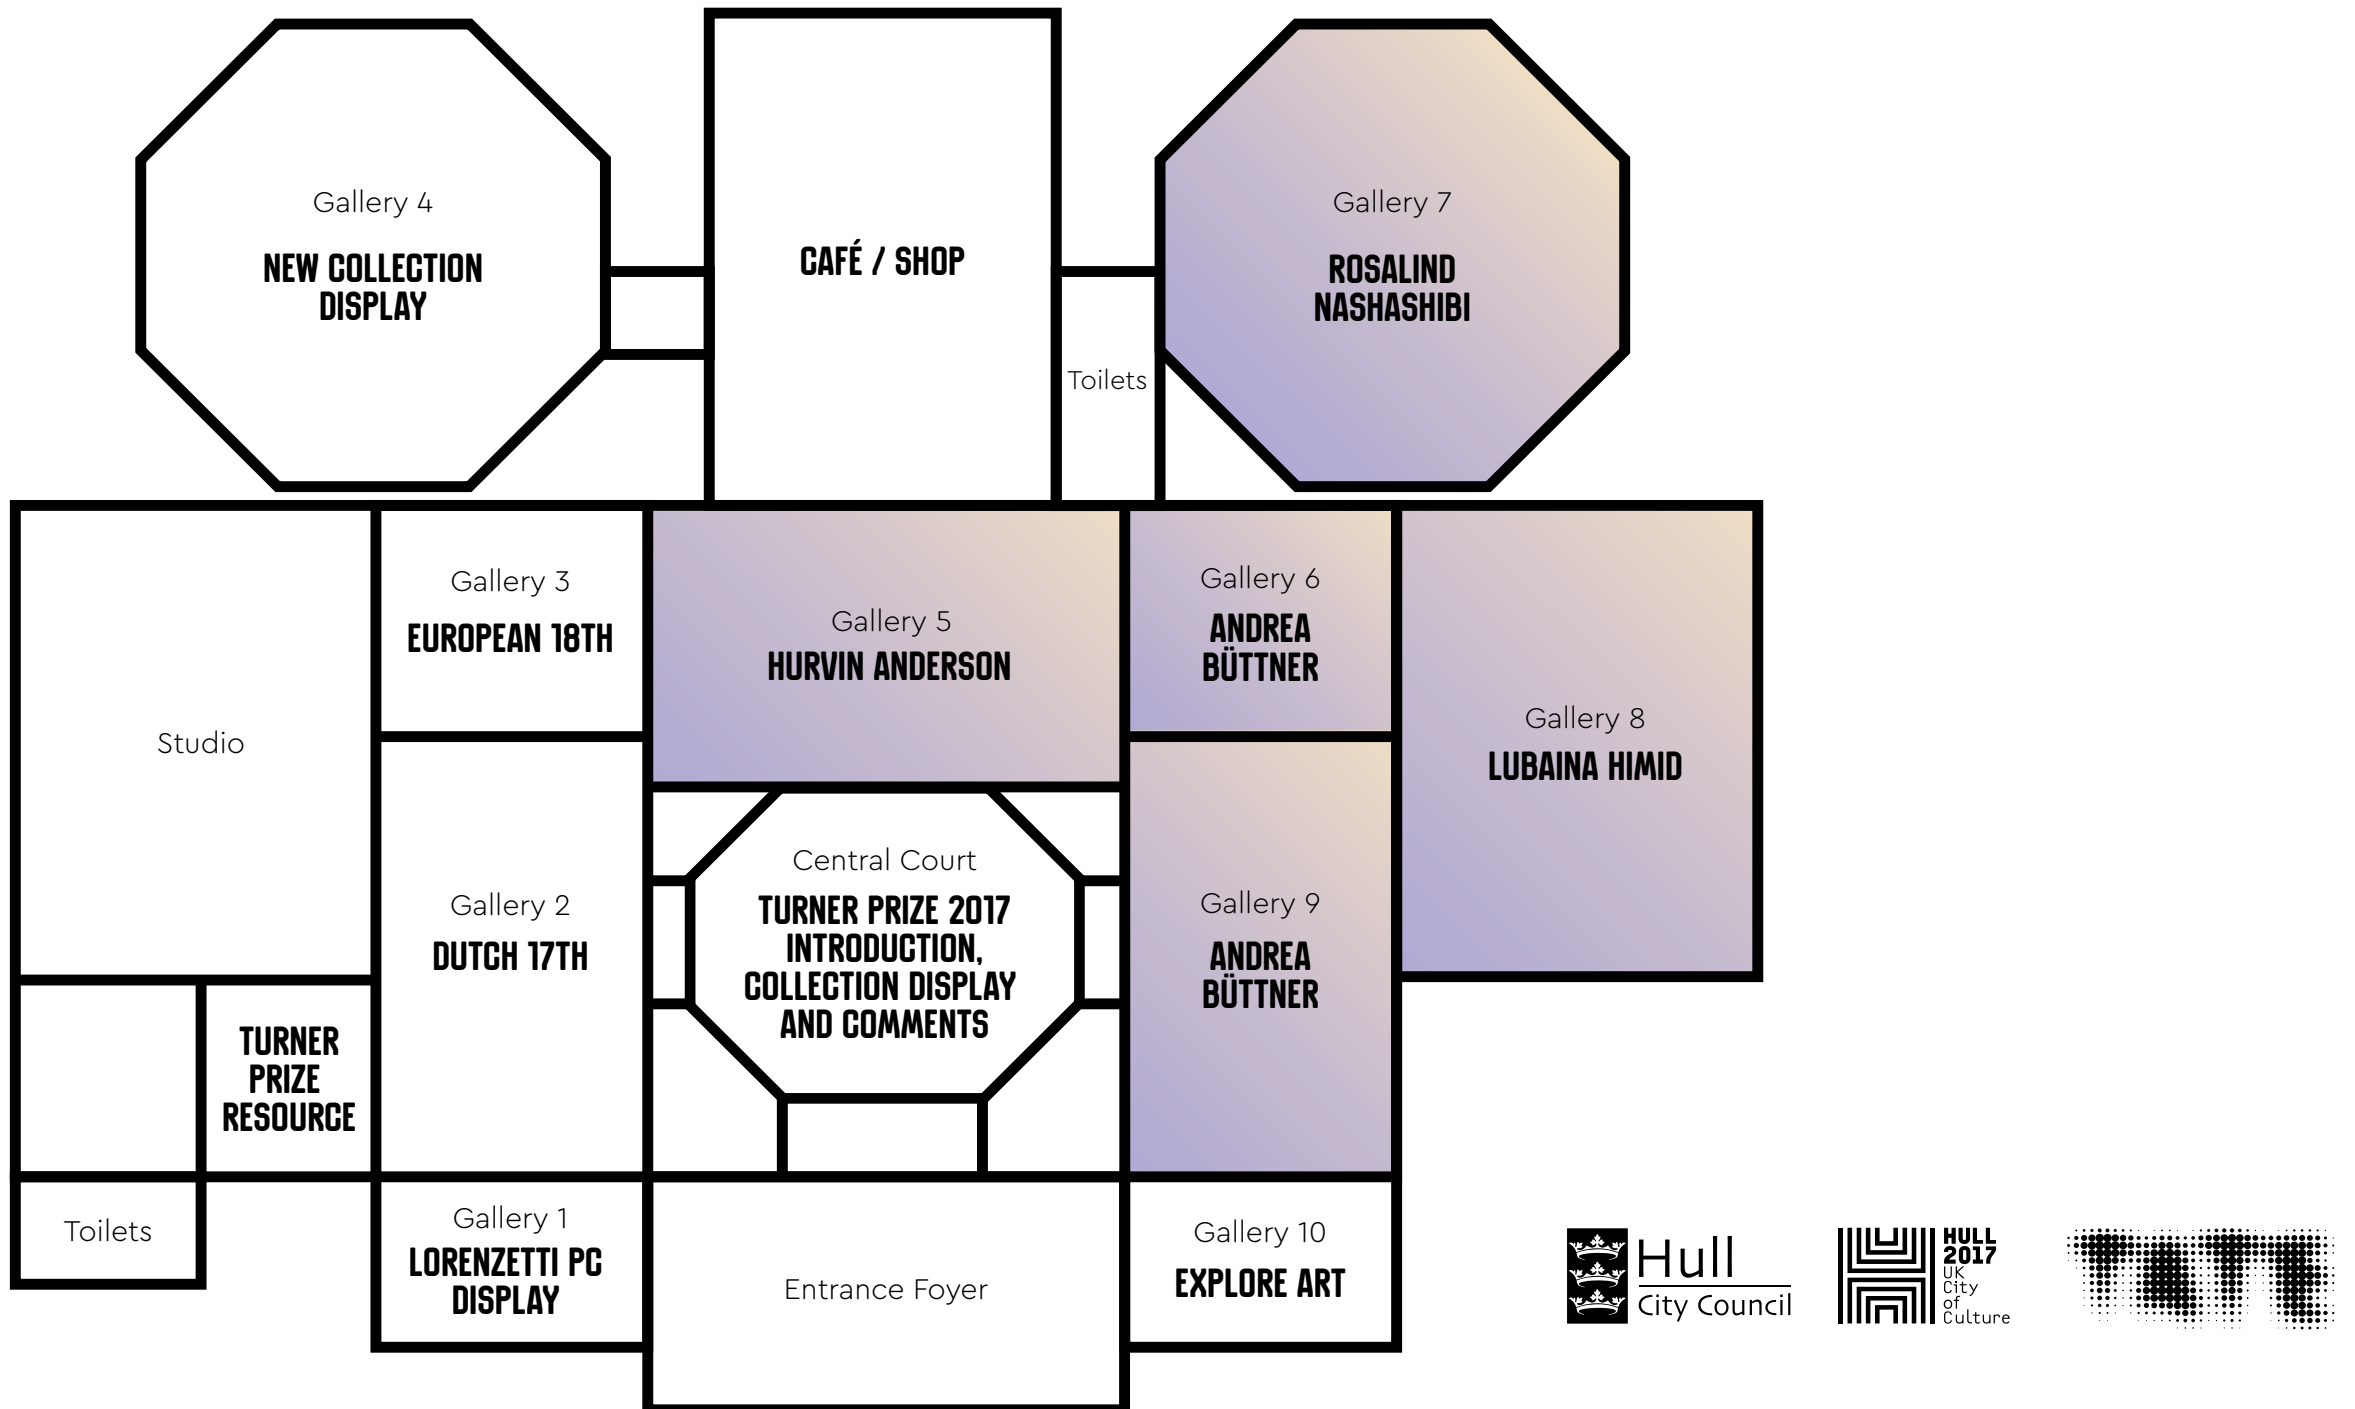 Gallery 4
NEW COLLECTION
DISPLAY
CAFÉ / SHOP
Toilets
Gallery 7
ROSALIND
NASHASHIBI
Studio
Gallery 3
EUROPEAN 18TH
Gallery 5
HURVIN ANDERSON
Gallery 6
ANDREA
BÜTTNER
Gallery 8
LUBAINA HIMID
Gallery 2
DUTCH 17TH
Central Court
TURNER PRIZE 2017
INTRODUCTION,
COLLECTION DISPLAY
AND COMMENTS
Gallery 9
ANDREA
BÜTTNER
TURNER
PRIZE
RESOURCE
Toilets
Gallery 1
LORENZETTI PC
DISPLAY
Entrance Foyer
Gallery 10
EXPLORE ART
Hull
City Council
HULL
2017
UK
City
of
Culture
TATE